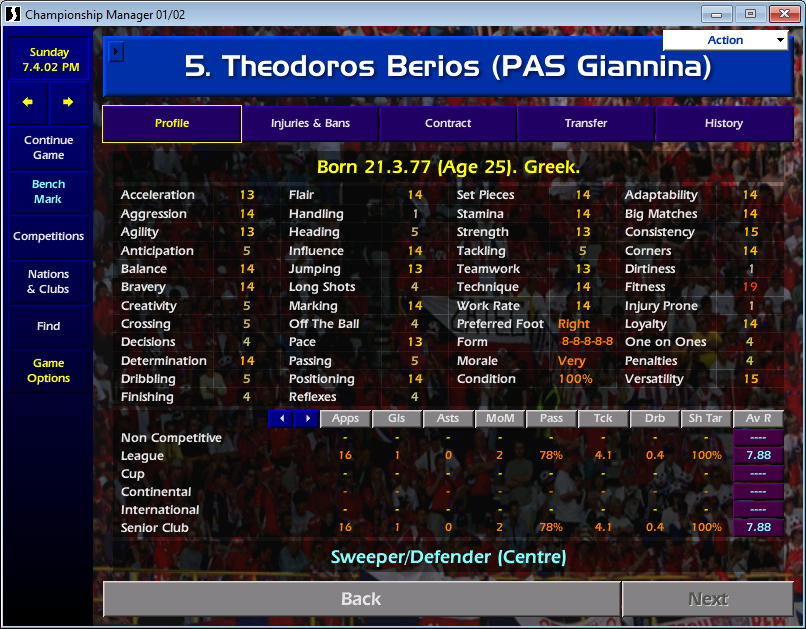 Championship Manager 01/02
Action
Sunday
7.4.02 PM
5. Theodoros Berios (PAS Giannina)
Continue
Game
Bench
Mark
Competitions
Nations
& Clubs
Find
Game
Options
Profile Injuries & Bans Contract Transfer History
Born 21.3.77 (Age 25). Greek.
Acceleration 13 Flair 14 Set Pieces 14 Adaptability 14
Aggression 14 Handling 1 Stamina 14 Big Matches 14
Agility 13 Heading 5 Strength 13 Consistency 15
Anticipation 5 Influence 14 Tackling 5 Corners 14
Balance 14 Jumping 13 Teamwork 13 Dirtiness 1
Bravery 14 Long Shots 4 Technique 14 Fitness 19
Creativity 5 Marking 14 Work Rate 14 Injury Prone 1
Crossing 5 Off The Ball 4 Preferred Foot Right Loyalty 14
Decisions 4 Pace 13 Form 8-8-8-8-8 One on Ones 4
Determination 14 Passing 5 Morale Very Penalties 4
Dribbling 5 Positioning 14 Condition 100% Versatility 15
Finishing 4 Reflexes 4
Apps Gls Asts MoM Pass Tck Drb Sh Tar Av R
Non Competitive - - - - - - - - ----
League 16 1 0 2 78% 4.1 0.4 100% 7.88
Cup - - - - - - - - ----
Continental - - - - - - - - ----
International - - - - - - - - ----
Senior Club 16 1 0 2 78% 4.1 0.4 100% 7.88
Sweeper/Defender (Centre)
Back Next